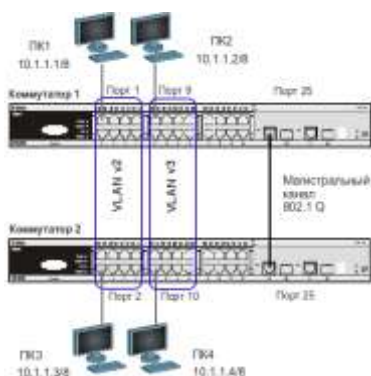 ПК1
10.1.1.1/8
ПК2
10.1.1.2/8
Коммутатор 1
Порт 1
Порт 9
Порт 25
VLAN v2
VLAN v3
Магистральный
канал
802.1 Q
Коммутатор 2
Порт 2
Порт 10
Порт 25
ПК3
10.1.1.3/8
ПК4
10.1.1.4/8